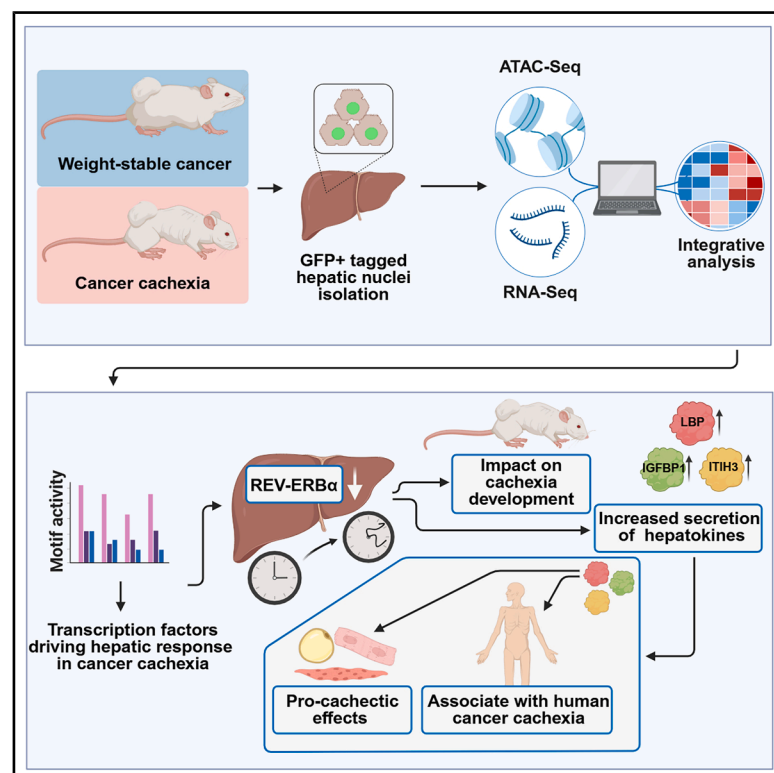 ATAC-Seq
Weight-stable cancer
Cancer cachexia
GFP+ tagged
hepatic nuclei
isolation
RNA-Seq
Integrative
analysis
Motif activity
Transcription factors
driving hepatic response
in cancer cachexia
REV-ERBα
Impact on
cachexia
development
LBP
IGFBP1
ITIH3
Increased secretion
of hepatokines
Pro-cachectic
effects
Associate with human
cancer cachexia